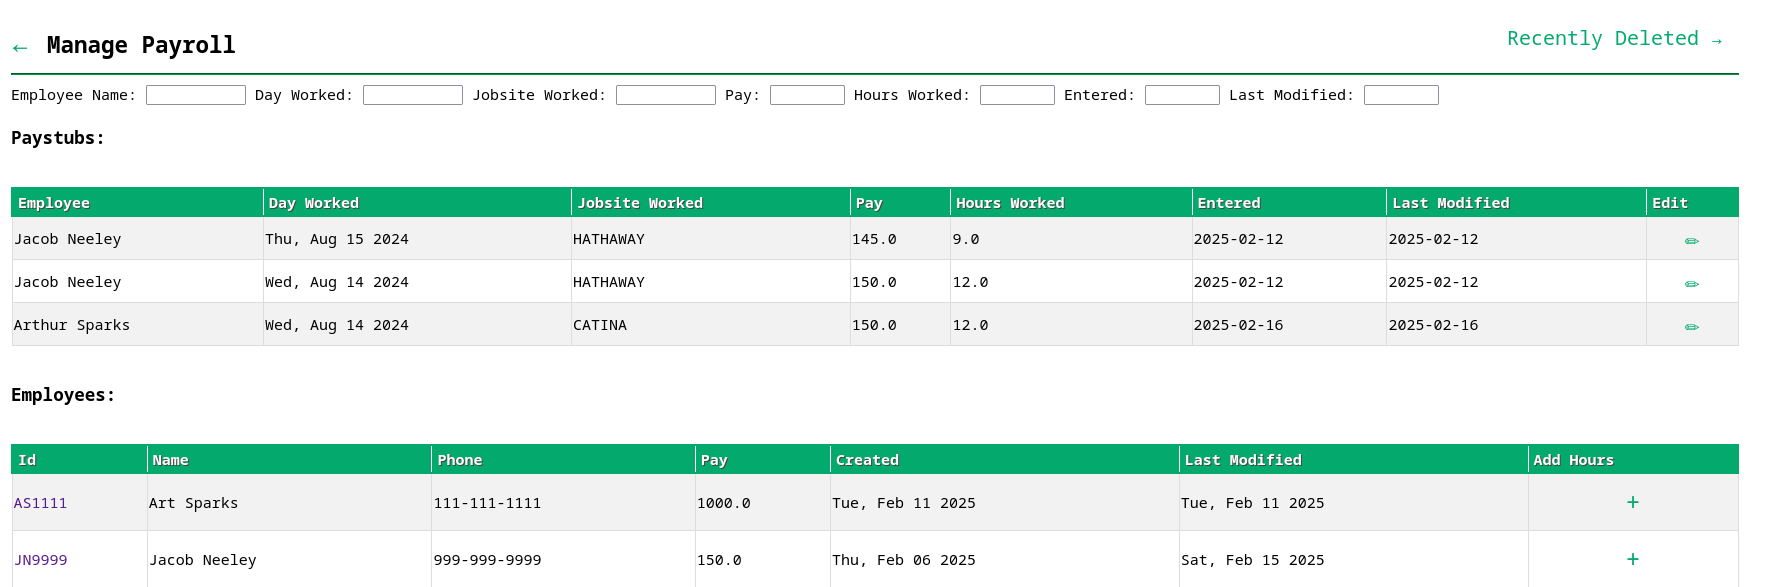 ← Manage Payroll Recently Deleted →
Employee Name: Day Worked: Jobsite Worked: Pay: Hours Worked: Entered: Last Modified:
Paystubs:
Employee Day Worked Jobsite Worked Pay Hours Worked Entered Last Modified Edit
Jacob Neeley Thu, Aug 15 2024 HATHAWAY 145.0 9.0 2025-02-12 2025-02-12 ✏
Jacob Neeley Wed, Aug 14 2024 HATHAWAY 150.0 12.0 2025-02-12 2025-02-12 ✏
Arthur Sparks Wed, Aug 14 2024 CATINA 150.0 12.0 2025-02-16 2025-02-16 ✏
Employees:
Id Name Phone Pay Created Last Modified Add Hours
AS1111 Art Sparks 111-111-1111 1000.0 Tue, Feb 11 2025 Tue, Feb 11 2025 +
JN9999 Jacob Neeley 999-999-9999 150.0 Thu, Feb 06 2025 Sat, Feb 15 2025 +